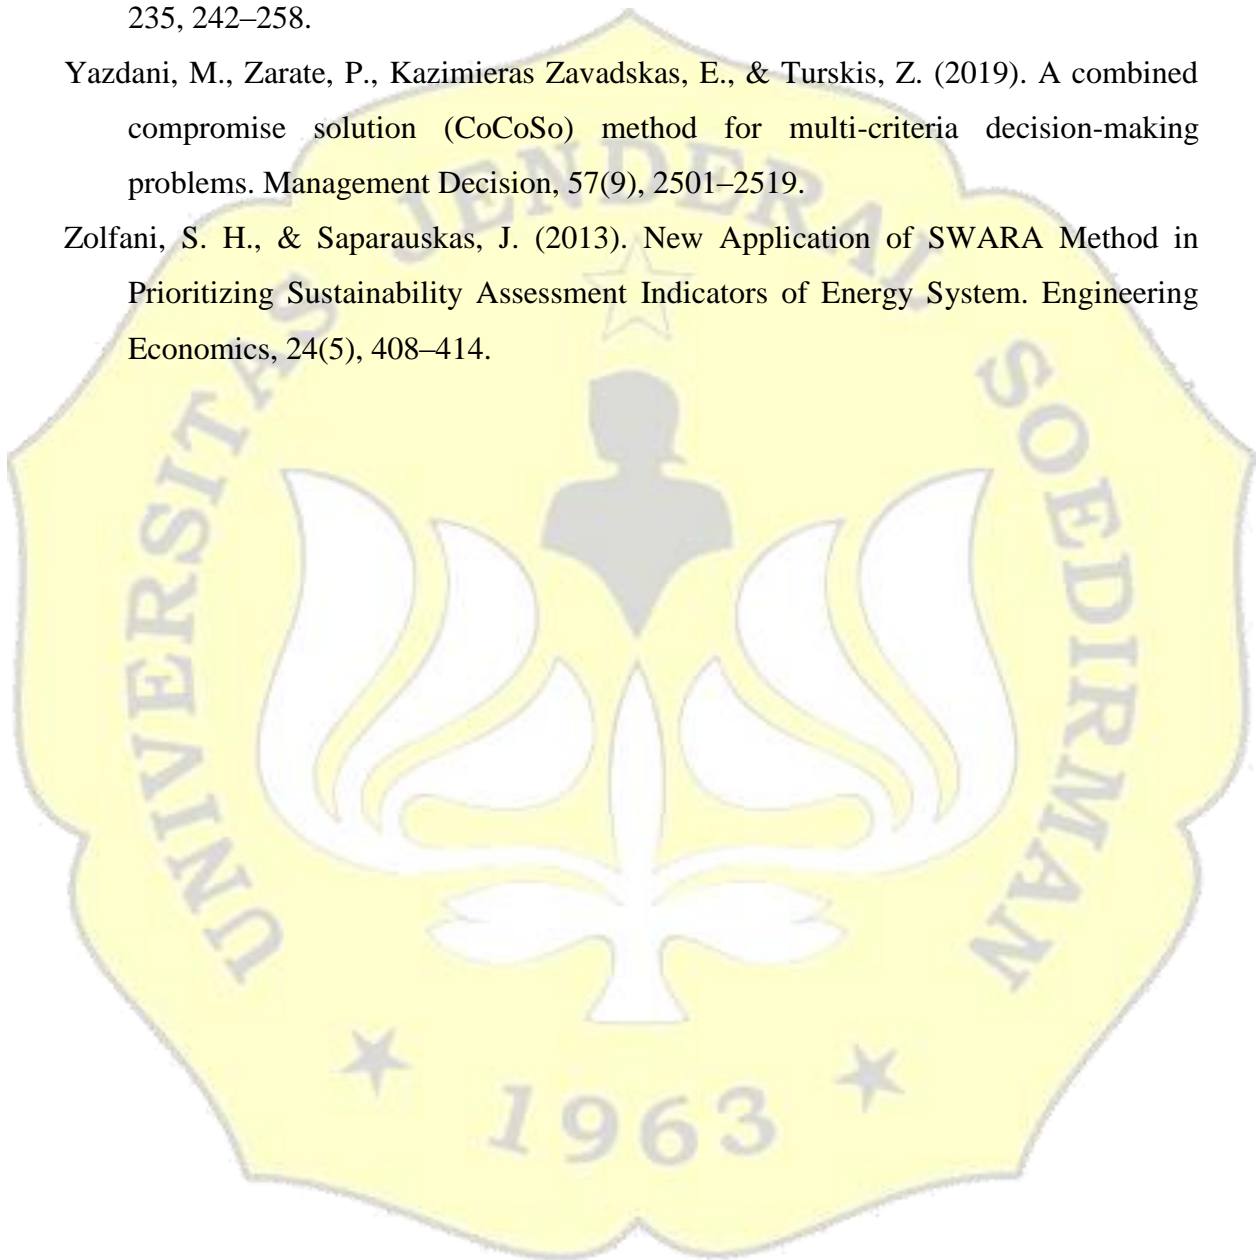 235, 242–258.
Yazdani, M., Zarate, P., Kazimieras Zavadskas, E., & Turskis, Z. (2019). A combined
compromise solution (CoCoSo) method for multi-criteria decision-making
problems. Management Decision, 57(9), 2501–2519.
Zolfani, S. H., & Saparauskas, J. (2013). New Application of SWARA Method in
Prioritizing Sustainability Assessment Indicators of Energy System. Engineering
Economics, 24(5), 408–414.
UNIVERSITAS JENDERAL SOEDIRMAN
1963